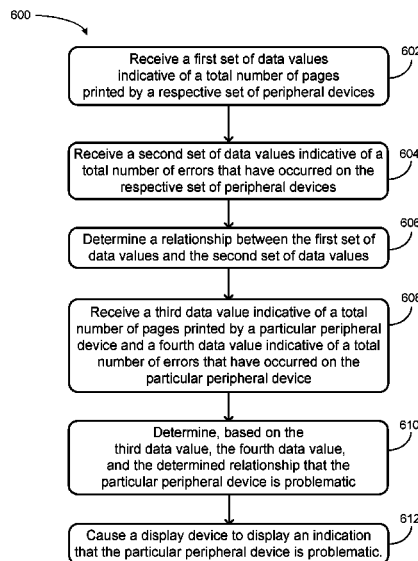 600
Receive a first set of data values
indicative of a total number of pages
printed by a respective set of peripheral devices
602
Receive a second set of data values indicative of a
total number of errors that have occurred on the
respective set of peripheral devices
604
Determine a relationship between the first set of
data values and the second set of data values
606
Receive a third data value indicative of a total
number of pages printed by a particular peripheral
device and a fourth data value indicative of a total
number of errors that have occurred on the
particular peripheral device
608
Determine, based on the
third data value, the fourth data value,
and the determined relationship that the
particular peripheral device is problematic
610
Cause a display device to display an indication
that the particular peripheral device is problematic.
612